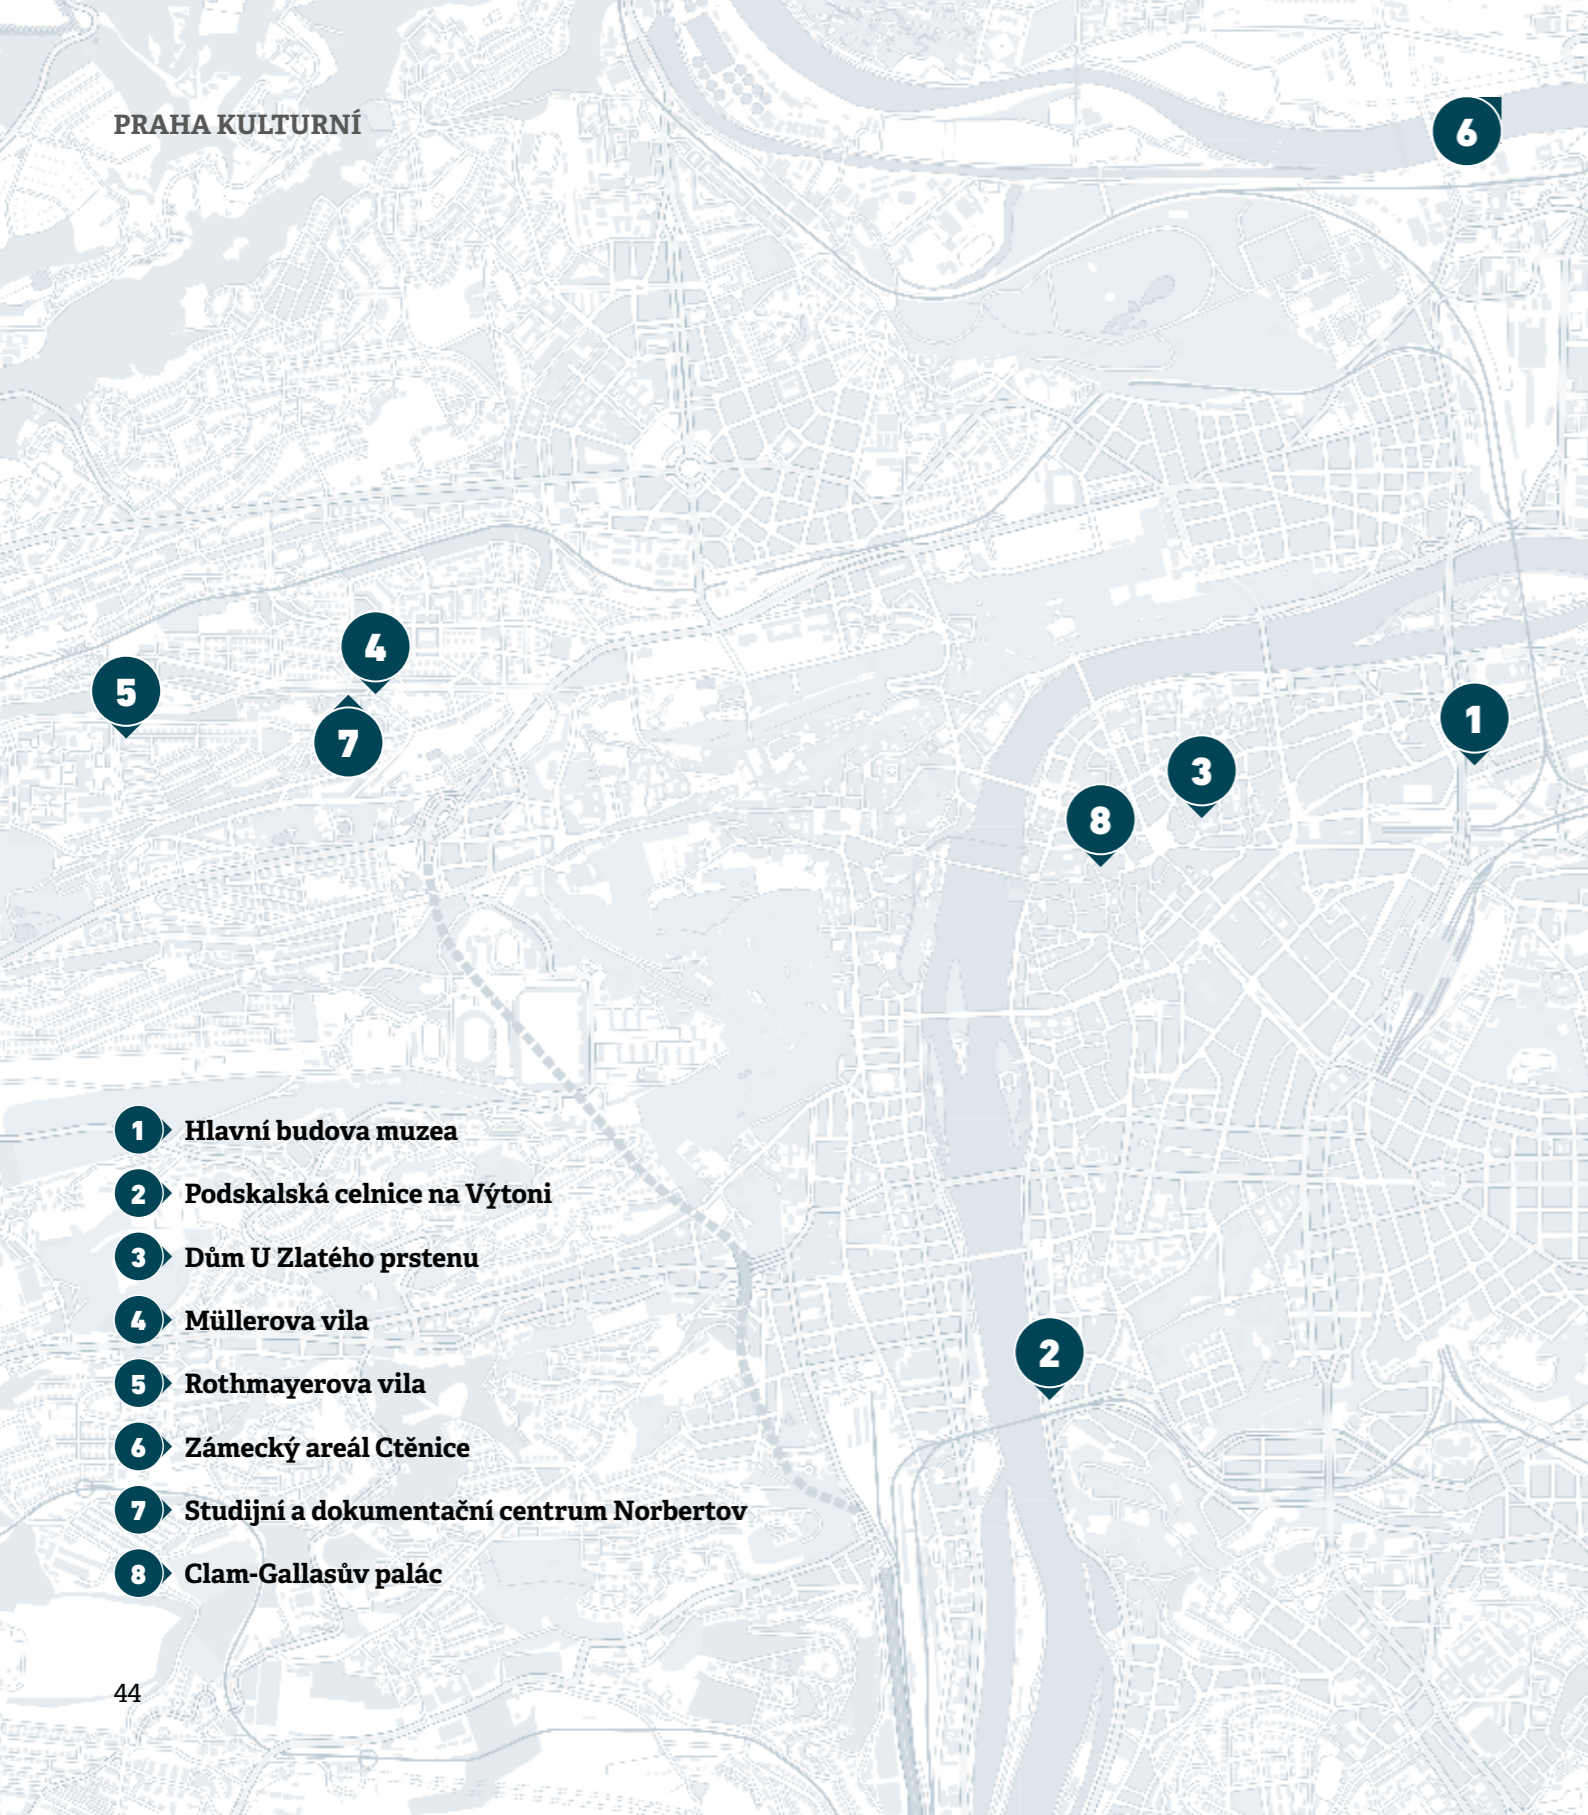 PRAHA KULTURNÍ
6
4
5
7
1
3
8
2
1 Hlavní budova muzea
2 Podskalská celnice na Výtoni
3 Dům U Zlatého prstenu
4 Müllerova vila
5 Rothmayerova vila
6 Zámecký areál Ctěnice
7 Studijní a dokumentační centrum Norbertov
8 Clam-Gallasův palác
44